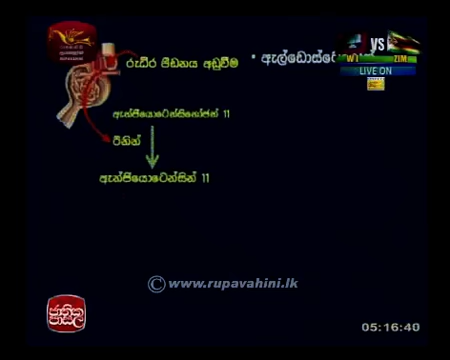 රුධිර පීඩනය අඩුවීම
• ඇල්ඩොස්
VS
WI ZIM
LIVE ON
ඇන්ජියොටෙන්සිනෝජන් 11
රීනින්
ඇන්ජියොටෙන්සින් 11
© www.rupavahini.lk
ජාතික
පාසල
05:16:40